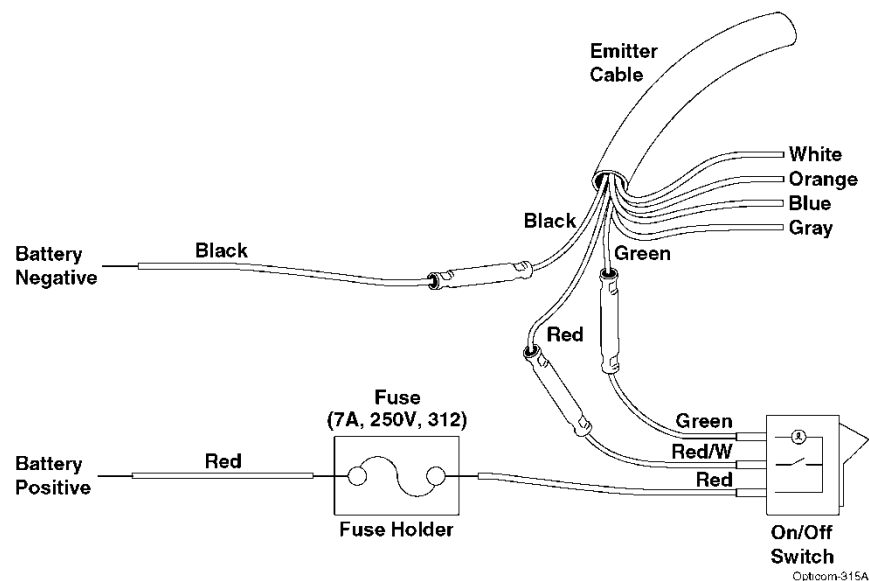 Emitter
Cable
White
Orange
Blue
Gray
Black
Green
Black
Battery
Negative
Red
Fuse
(7A, 250V, 312)
Green
Red/W
Red
Red
Battery
Positive
Fuse Holder
On/Off
Switch
Opticom-315A